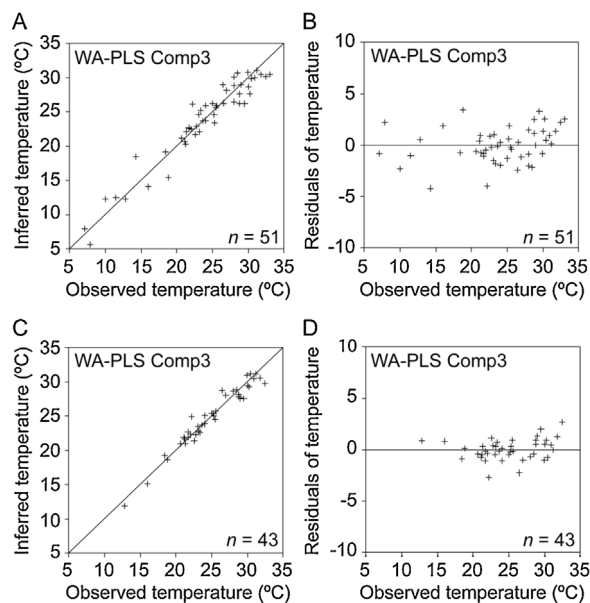 A
WA-PLS Comp3
Inferred temperature (ºC)
35
30
25
20
15
10
5
n = 51
5 10 15 20 25 30 35
Observed temperature (ºC)
B
WA-PLS Comp3
Residuals of temperature
10
5
0
-5
-10
n = 51
5 10 15 20 25 30 35
Observed temperature (ºC)
C
WA-PLS Comp3
Inferred temperature (ºC)
35
30
25
20
15
10
5
n = 43
5 10 15 20 25 30 35
Observed temperature (ºC)
D
WA-PLS Comp3
Residuals of temperature
10
5
0
-5
-10
n = 43
5 10 15 20 25 30 35
Observed temperature (ºC)